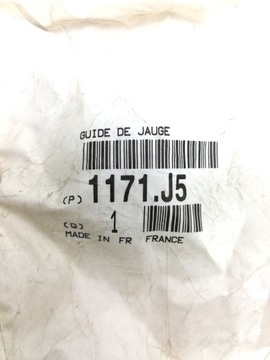 GUIDE DE JAUGE
(P) 1171.J5
(Q) 1
MADE IN FR FRANCE